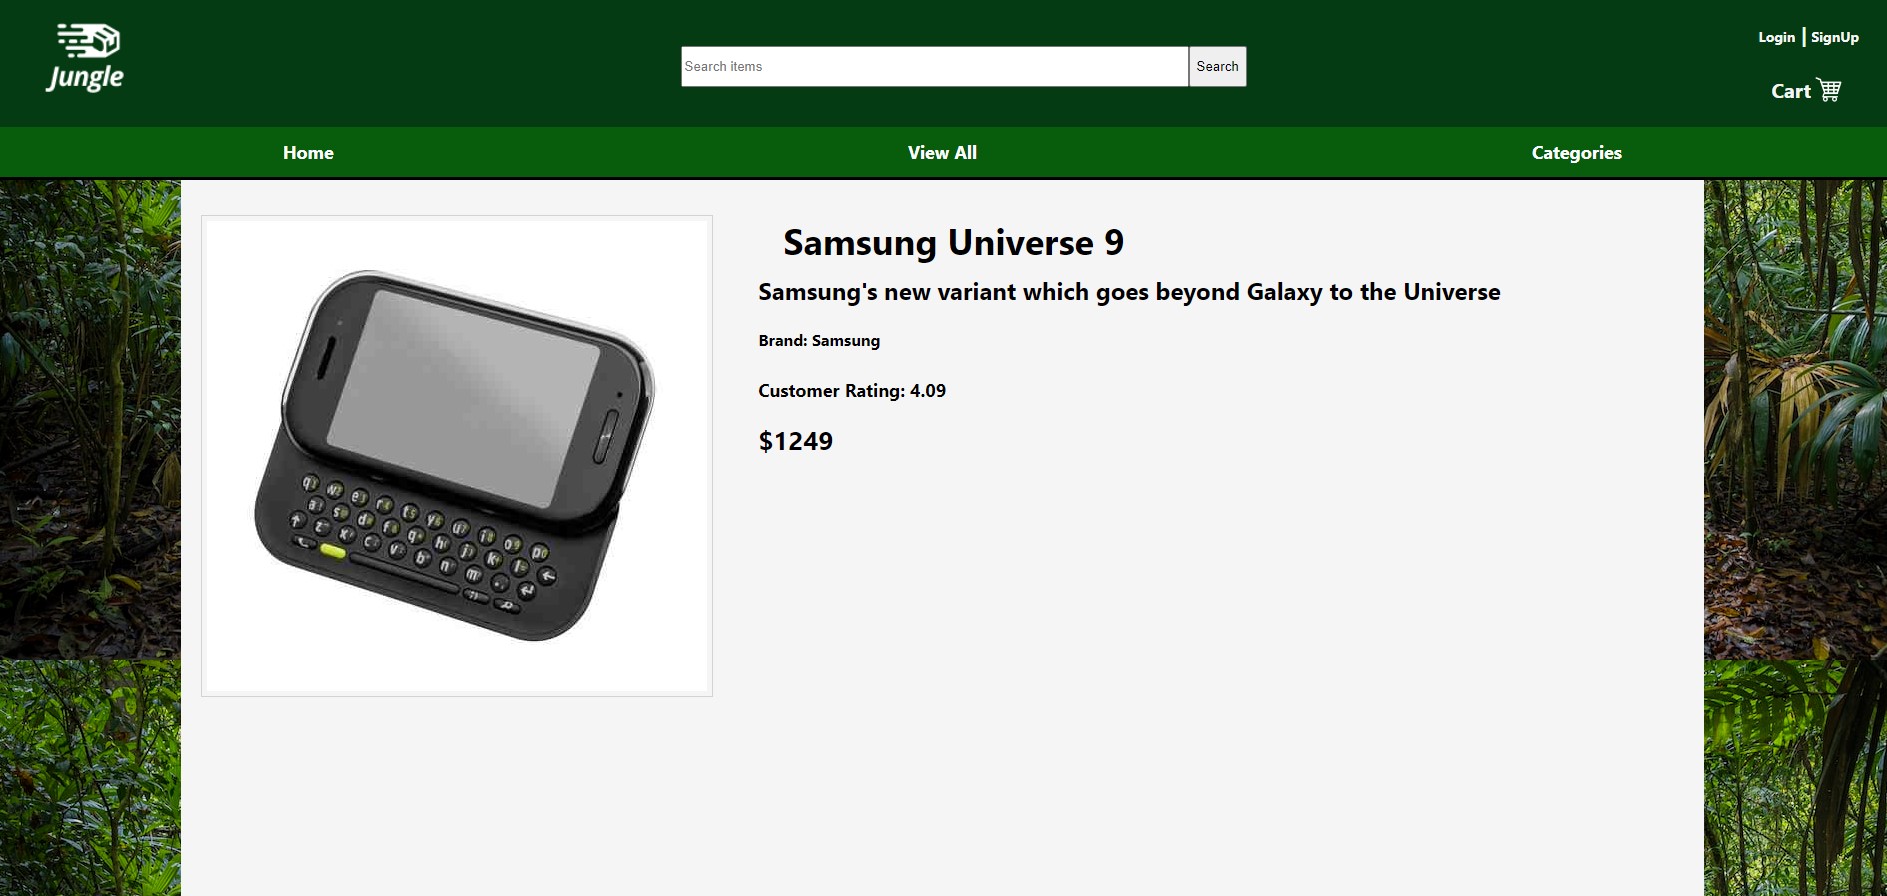 Jungle
Search items
Search
Login | SignUp
Cart
Home
View All
Categories
Samsung Universe 9
Samsung's new variant which goes beyond Galaxy to the Universe
Brand: Samsung
Customer Rating: 4.09
$1249
q w e r t y u i o p
a s d f g h j k l
z x c v b n m